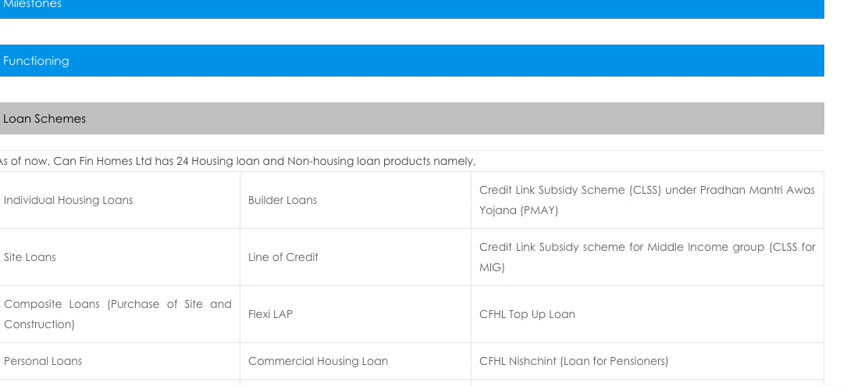 Milestones
Functioning
Loan Schemes
As of now, Can Fin Homes Ltd has 24 Housing loan and Non-housing loan products namely,
Individual Housing Loans
Builder Loans
Credit Link Subsidy Scheme (CLSS) under Pradhan Mantri Awas
Yojana (PMAY)
Site Loans
Line of Credit
Credit Link Subsidy scheme for Middle Income group (CLSS for
MIG)
Composite Loans (Purchase of Site and
Construction)
Flexi LAP
CFHL Top Up Loan
Personal Loans
Commercial Housing Loan
CFHL Nishchint (Loan for Pensioners)